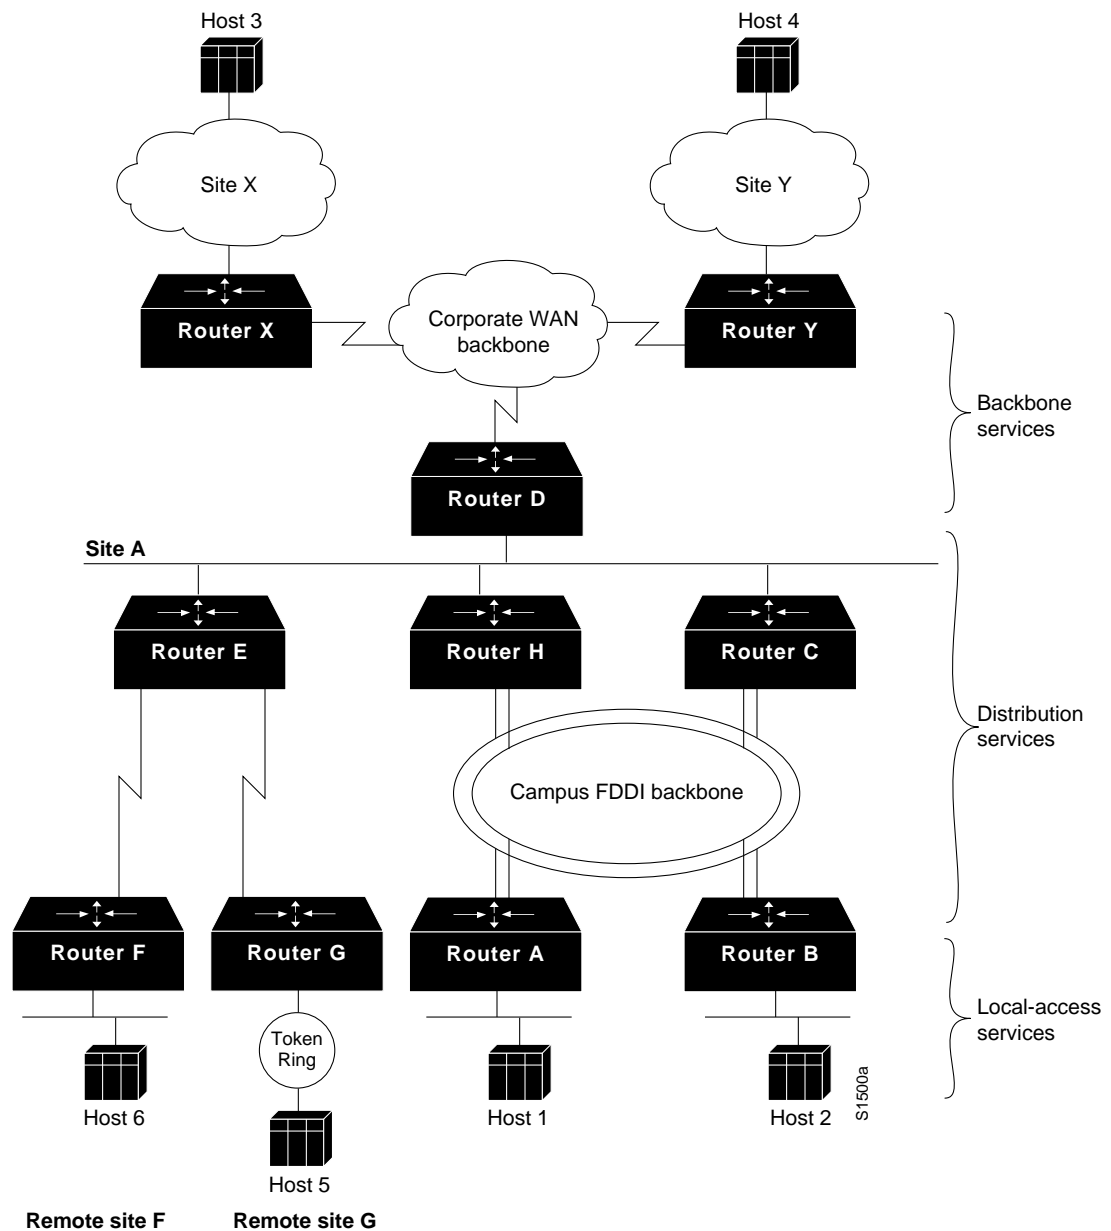 Host 3
Host 4
Site X
Site Y
Router X
Corporate WAN
backbone
Router Y
Backbone
services
Router D
Site A
Router E
Router H
Router C
Distribution
services
Campus FDDI backbone
Router F
Router G
Router A
Router B
Local-access
services
Token
Ring
Host 6
Host 1
Host 2
S1500a
Host 5
Remote site F
Remote site G